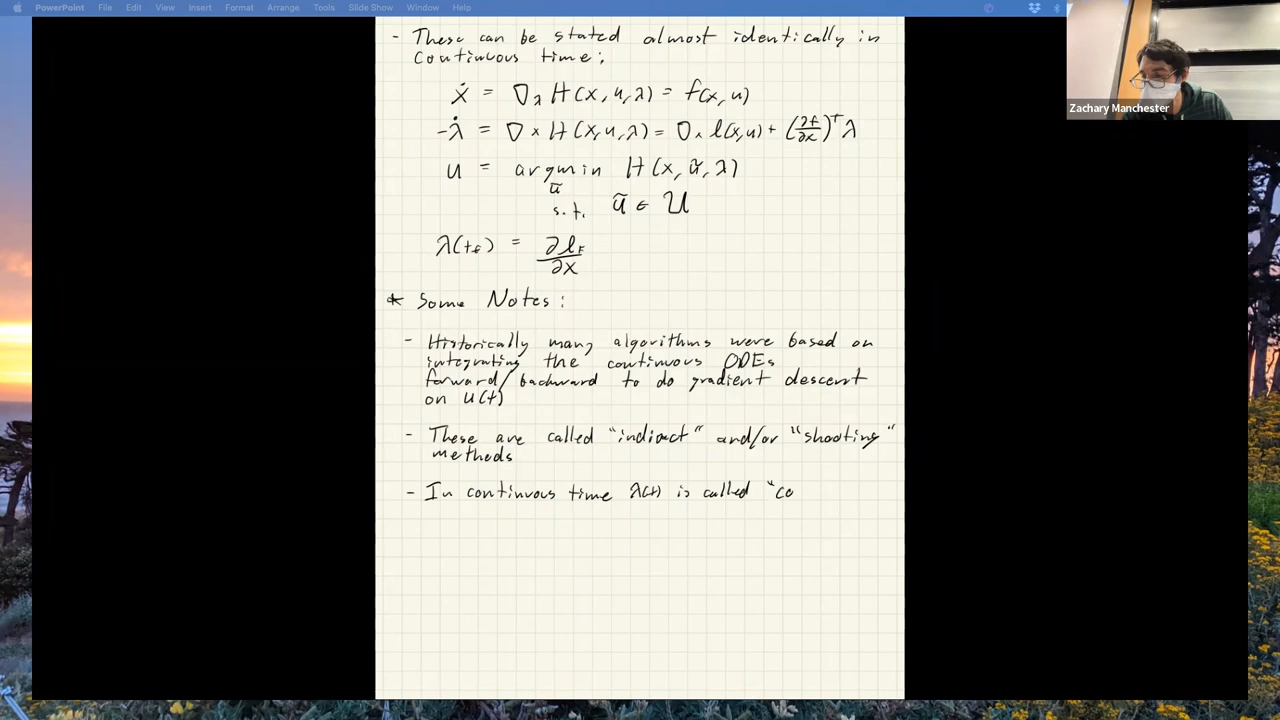 PowerPoint File Edit View Insert Format Arrange Tools Slide Show Window Help
Zachary Manchester
- These can be stated almost identically in
continuous time:
ẋ = ∇λ H(x, u, λ) = f(x, u)
-λ̇ = ∇x H(x, u, λ) = ∇x l(x, u) + (∂f/∂x)ᵀ λ
u = argmin H(x, ũ, λ)
ũ
s.t. ũ ∈ U
λ(tF) = ∂lF/∂x
* Some Notes:
- Historically many algorithms were based on
integrating the continuous ODEs
forward/backward to do gradient descent
on u(t)
- These are called "indirect" and/or "shooting"
methods
- In continuous time λ(t) is called "co